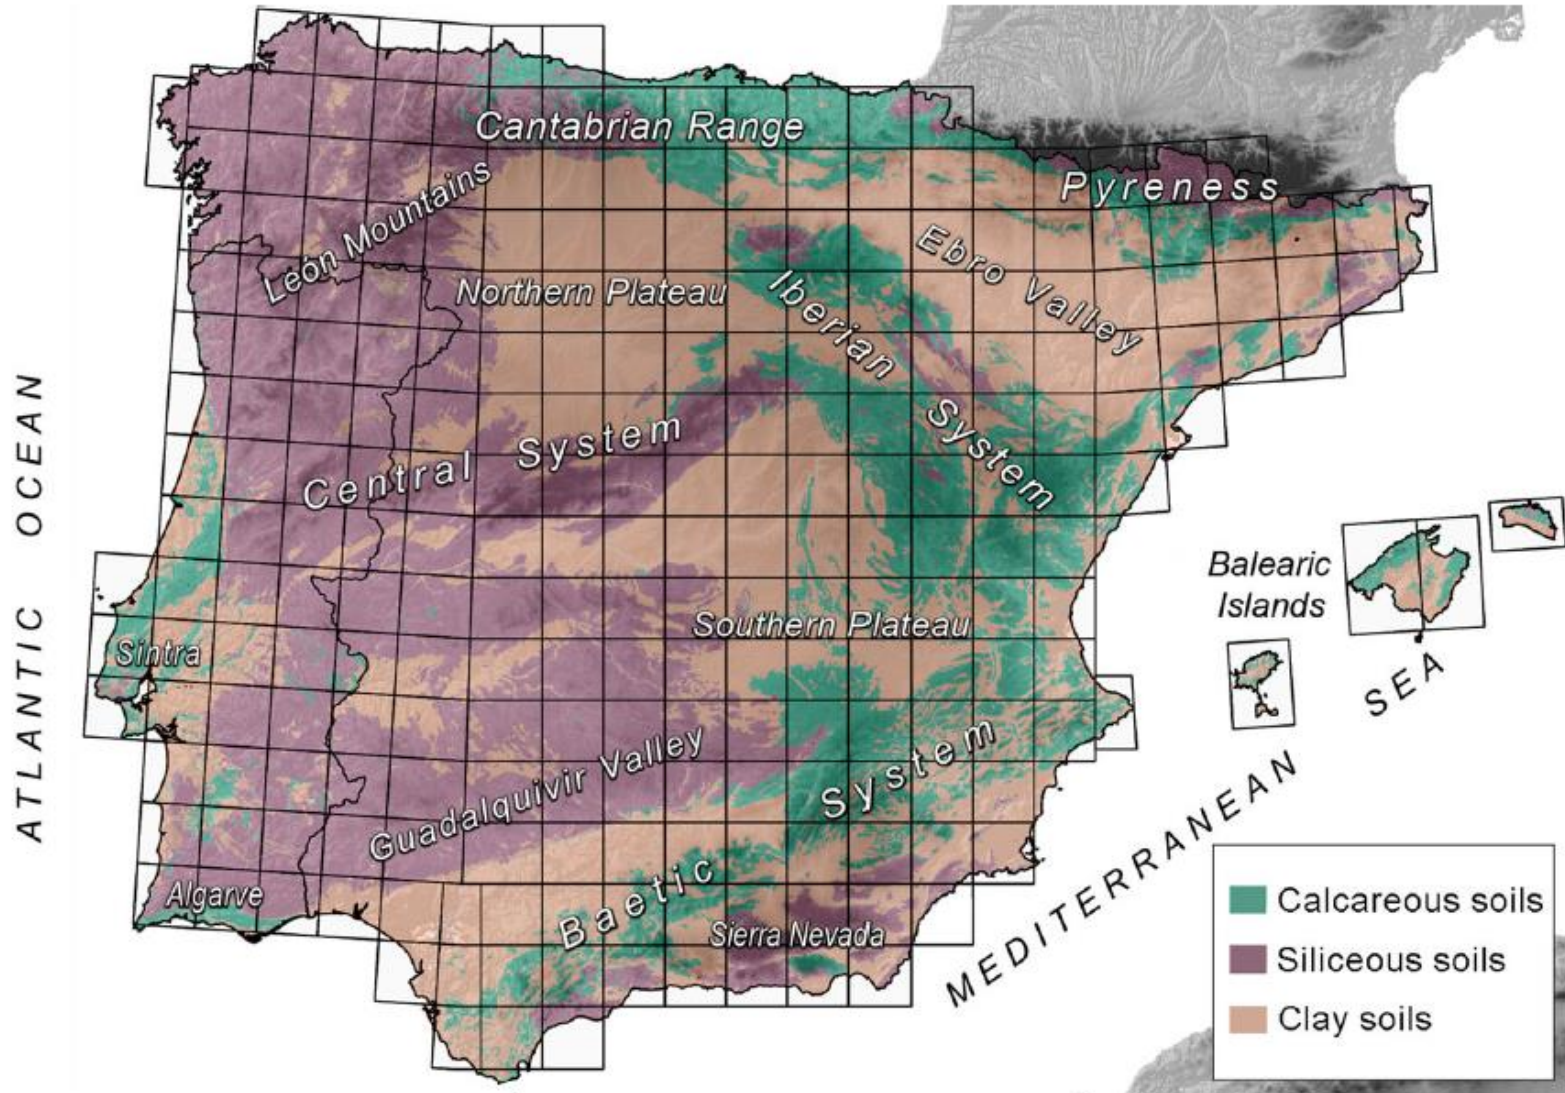 Cantabrian Range
Pyreness
León Mountains
Ebro Valley
Northern Plateau
Iberian System
Central System
ATLANTIC OCEAN
Balearic
Islands
Southern Plateau
Sintra
MEDITERRANEAN SEA
Guadalquivir Valley
Baetic System
Algarve
Sierra Nevada
Calcareous soils
Siliceous soils
Clay soils